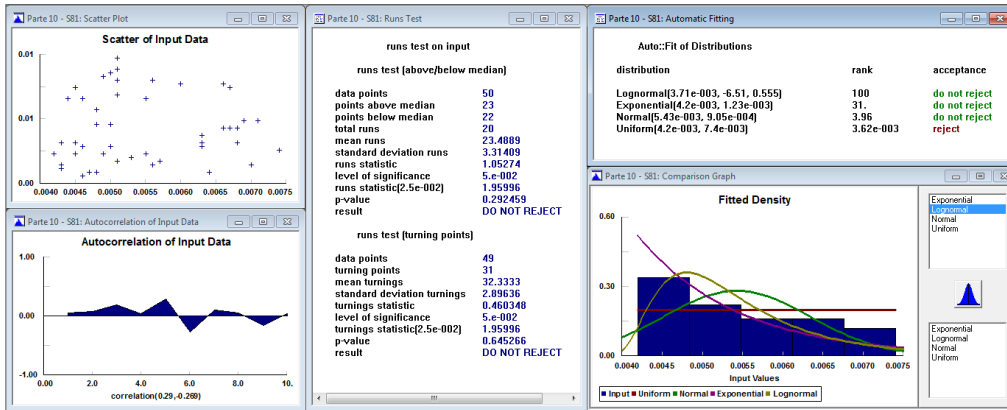 Parte 10 - S81: Scatter Plot
Scatter of Input Data
0.01
0.01
0.00
0.0040 0.0045 0.0050 0.0055 0.0060 0.0065 0.0070 0.0075
Parte 10 - S81: Autocorrelation of Input Data
Autocorrelation of Input Data
1.00
0.00
-1.00
0.00 2.0 4.0 6.0 8.0 10.
correlation(0.29,-0.269)
Parte 10 - S81: Runs Test
runs test on input
runs test (above/below median)
data points 50
points above median 23
points below median 22
total runs 20
mean runs 23.4889
standard deviation runs 3.31409
runs statistic 1.05274
level of significance 5.e-002
runs statistic(2.5e-002) 1.95996
p-value 0.292459
result DO NOT REJECT
runs test (turning points)
data points 49
turning points 31
mean turnings 32.3333
standard deviation turnings 2.89636
turnings statistic 0.460348
level of significance 5.e-002
turnings statistic(2.5e-002) 1.95996
p-value 0.645266
result DO NOT REJECT
Parte 10 - S81: Automatic Fitting
Auto::Fit of Distributions
distribution rank acceptance
Lognormal(3.71e-003, -6.51, 0.555) 100 do not reject
Exponential(4.2e-003, 1.23e-003) 31. do not reject
Normal(5.43e-003, 9.05e-004) 3.96 do not reject
Uniform(4.2e-003, 7.4e-003) 3.62e-003 reject
Parte 10 - S81: Comparison Graph
Fitted Density
0.60
0.30
0.00
0.0040 0.0045 0.0050 0.0055 0.0060 0.0065 0.0070 0.0075
Input Values
Input Uniform Normal Exponential Lognormal
Exponential
Lognormal
Normal
Uniform
Exponential
Lognormal
Normal
Uniform